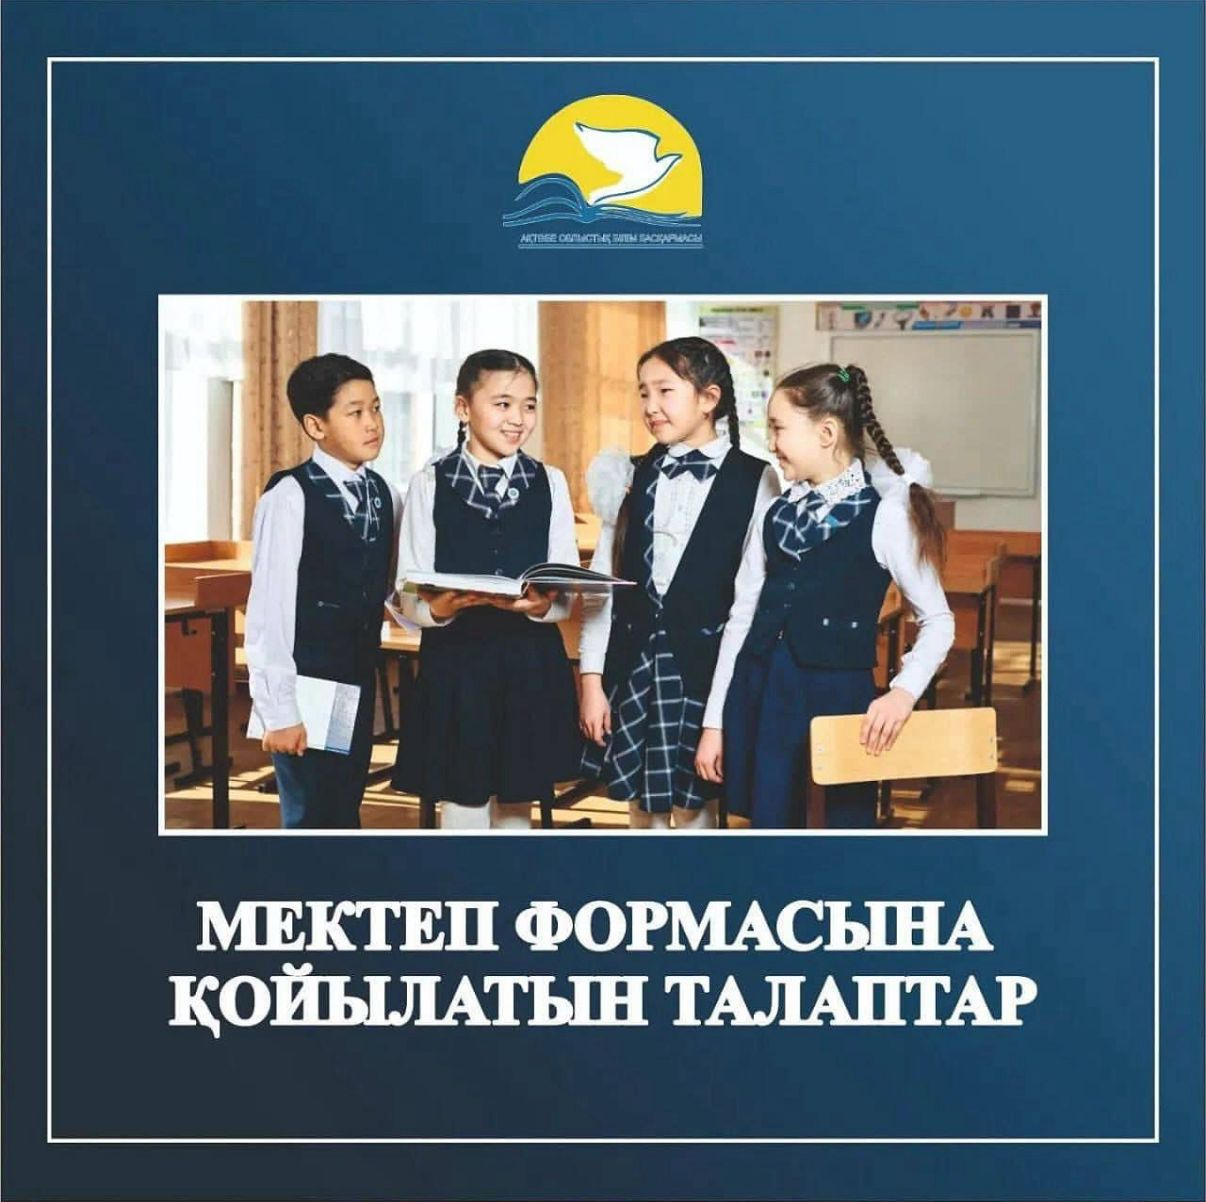 АҚТӨБЕ ОБЛЫСТЫҚ БІЛІМ БАСҚАРМАСЫ
МЕКТЕП ФОРМАСЫНА
ҚОЙЫЛАТЫН ТАЛАПТАР